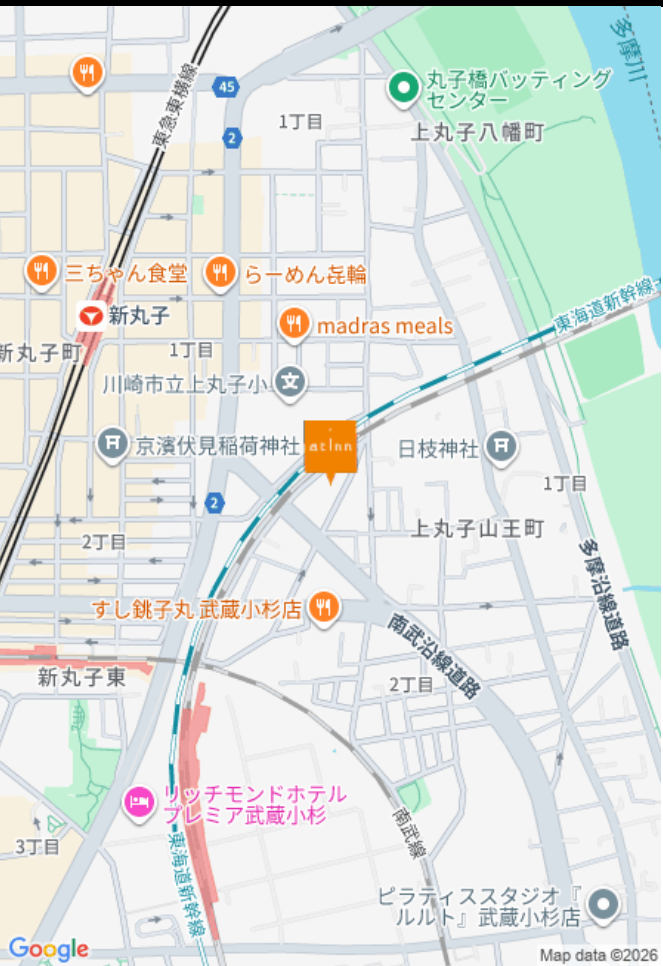 多摩川
45
東急東横線
丸子橋バッティング
センター
1丁目
2
上丸子八幡町
三ちゃん食堂
らーめん㐂輪
東海道新幹線
新丸子
madras meals
新丸子町
1丁目
川崎市立上丸子小
文
京濱伏見稲荷神社
atInn
日枝神社
1丁目
2
上丸子山王町
2丁目
多摩沿線道路
すし銚子丸 武蔵小杉店
南武沿線道路
新丸子東
2丁目
リッチモンドホテル
プレミア武蔵小杉
南武線
3丁目
東海道新幹線
ピラティススタジオ『
ルルト』武蔵小杉店
Google
Map data ©2026